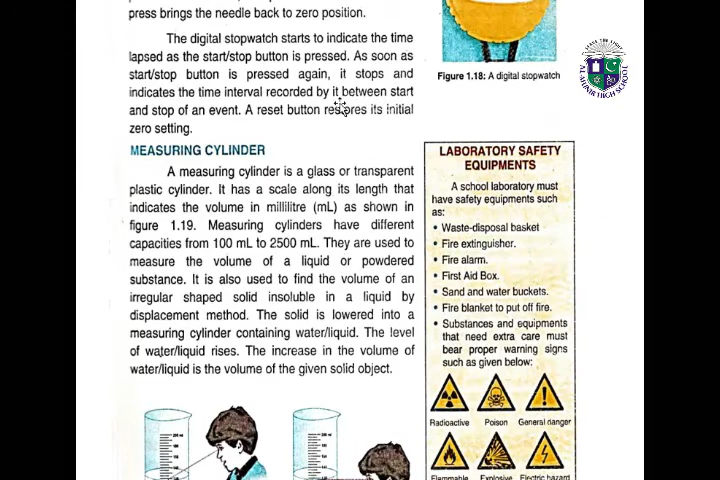 press brings the needle back to zero position.
The digital stopwatch starts to indicate the time
lapsed as the start/stop button is pressed. As soon as
start/stop button is pressed again, it stops and
indicates the time interval recorded by it between start
and stop of an event. A reset button restores its initial
zero setting.
MEASURING CYLINDER
A measuring cylinder is a glass or transparent
plastic cylinder. It has a scale along its length that
indicates the volume in millilitre (mL) as shown in
figure 1.19. Measuring cylinders have different
capacities from 100 mL to 2500 mL. They are used to
measure the volume of a liquid or powdered
substance. It is also used to find the volume of an
irregular shaped solid insoluble in a liquid by
displacement method. The solid is lowered into a
measuring cylinder containing water/liquid. The level
of water/liquid rises. The increase in the volume of
water/liquid is the volume of the given solid object.
Figure 1.18: A digital stopwatch
LABORATORY SAFETY
EQUIPMENTS
A school laboratory must
have safety equipments such
as:
• Waste-disposal basket
• Fire extinguisher.
• Fire alarm.
• First Aid Box.
• Sand and water buckets.
• Fire blanket to put off fire.
• Substances and equipments
that need extra care must
bear proper warning signs
such as given below:
Radioactive Poison General danger
Flammable Explosive Electric hazard